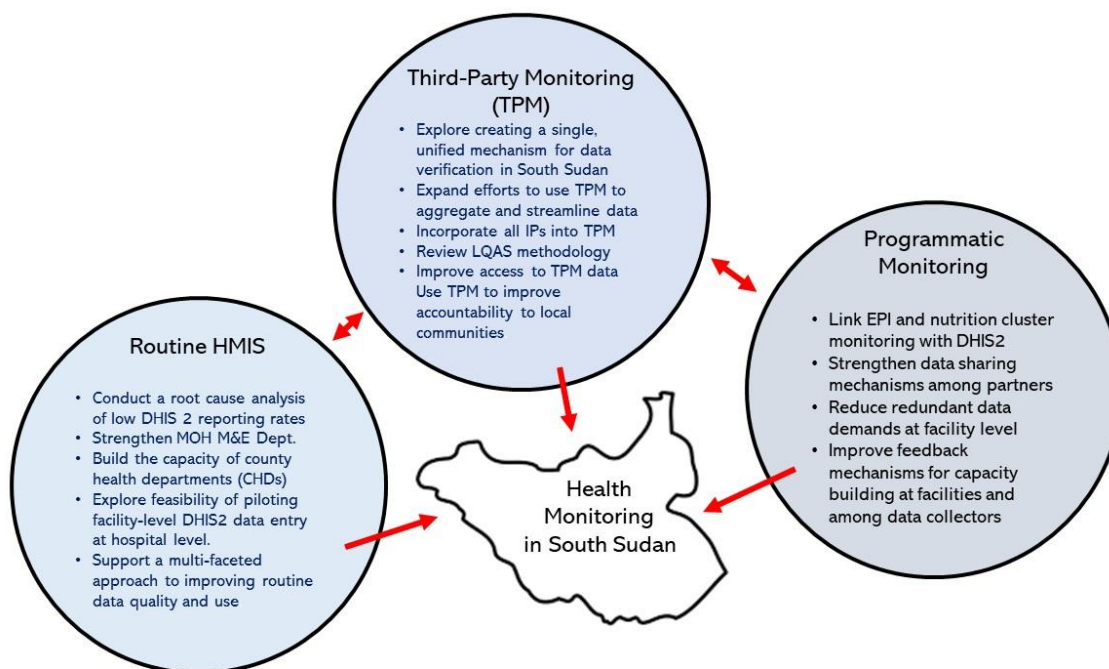 Third-Party Monitoring
(TPM)
• Explore creating a single,
unified mechanism for data
verification in South Sudan
• Expand efforts to use TPM to
aggregate and streamline data
• Incorporate all IPs into TPM
• Review LQAS methodology
• Improve access to TPM data
Use TPM to improve
accountability to local
communities
Routine HMIS
• Conduct a root cause analysis
of low DHIS 2 reporting rates
• Strengthen MOH M&E Dept.
• Build the capacity of county
health departments (CHDs)
• Explore feasibility of piloting
facility-level DHIS2 data entry
at hospital level.
• Support a multi-faceted
approach to improving routine
data quality and use
Programmatic
Monitoring
• Link EPI and nutrition cluster
monitoring with DHIS2
• Strengthen data sharing
mechanisms among partners
• Reduce redundant data
demands at facility level
• Improve feedback
mechanisms for capacity
building at facilities and
among data collectors
Health
Monitoring
in South Sudan